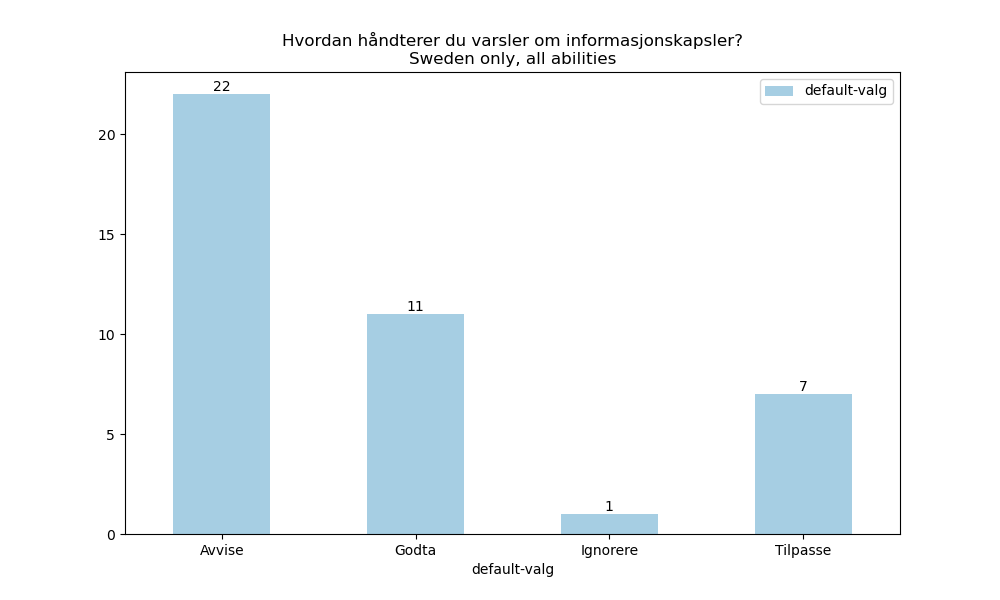 Hvordan håndterer du varsler om informasjonskapsler?
Sweden only, all abilities
default-valg
22
11
1
7
20
15
10
5
0
Avvise
Godta
Ignorere
Tilpasse
default-valg